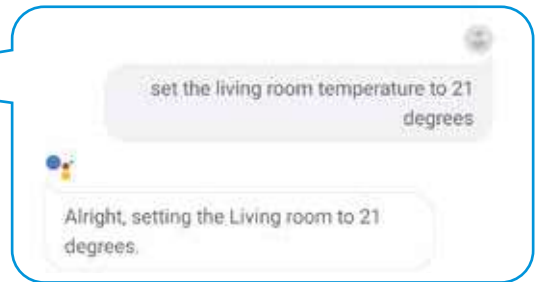 set the living room temperature to 21
degrees
Alright, setting the Living room to 21
degrees.